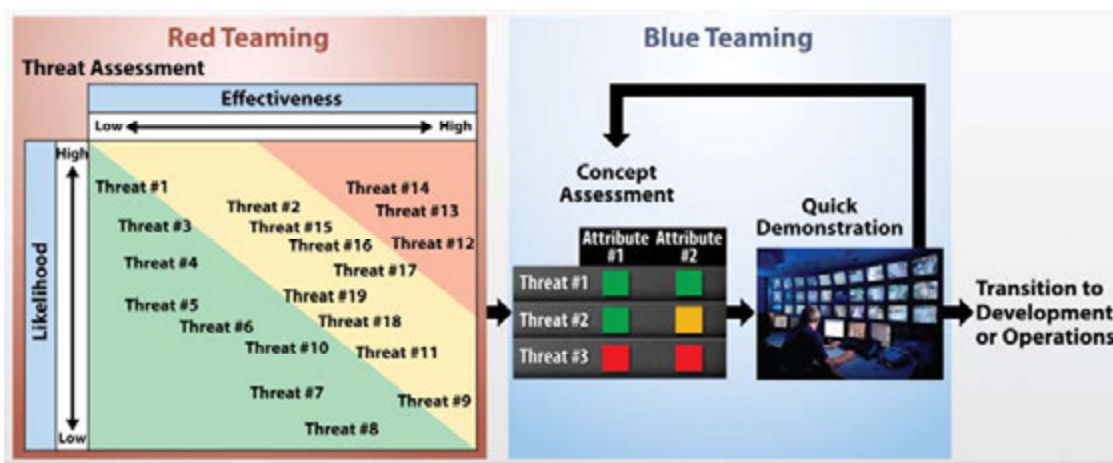 Red Teaming
Threat Assessment
Effectiveness
Low
High
Likelihood
High
Low
Threat #1
Threat #14
Threat #2
Threat #13
Threat #3
Threat #15
Threat #16
Threat #12
Threat #4
Threat #17
Threat #5
Threat #19
Threat #6
Threat #18
Threat #10
Threat #11
Threat #7
Threat #9
Threat #8
Blue Teaming
Concept
Assessment
Attribute
#1
Attribute
#2
Threat #1
Threat #2
Threat #3
Quick
Demonstration
Transition to
Development
or Operations